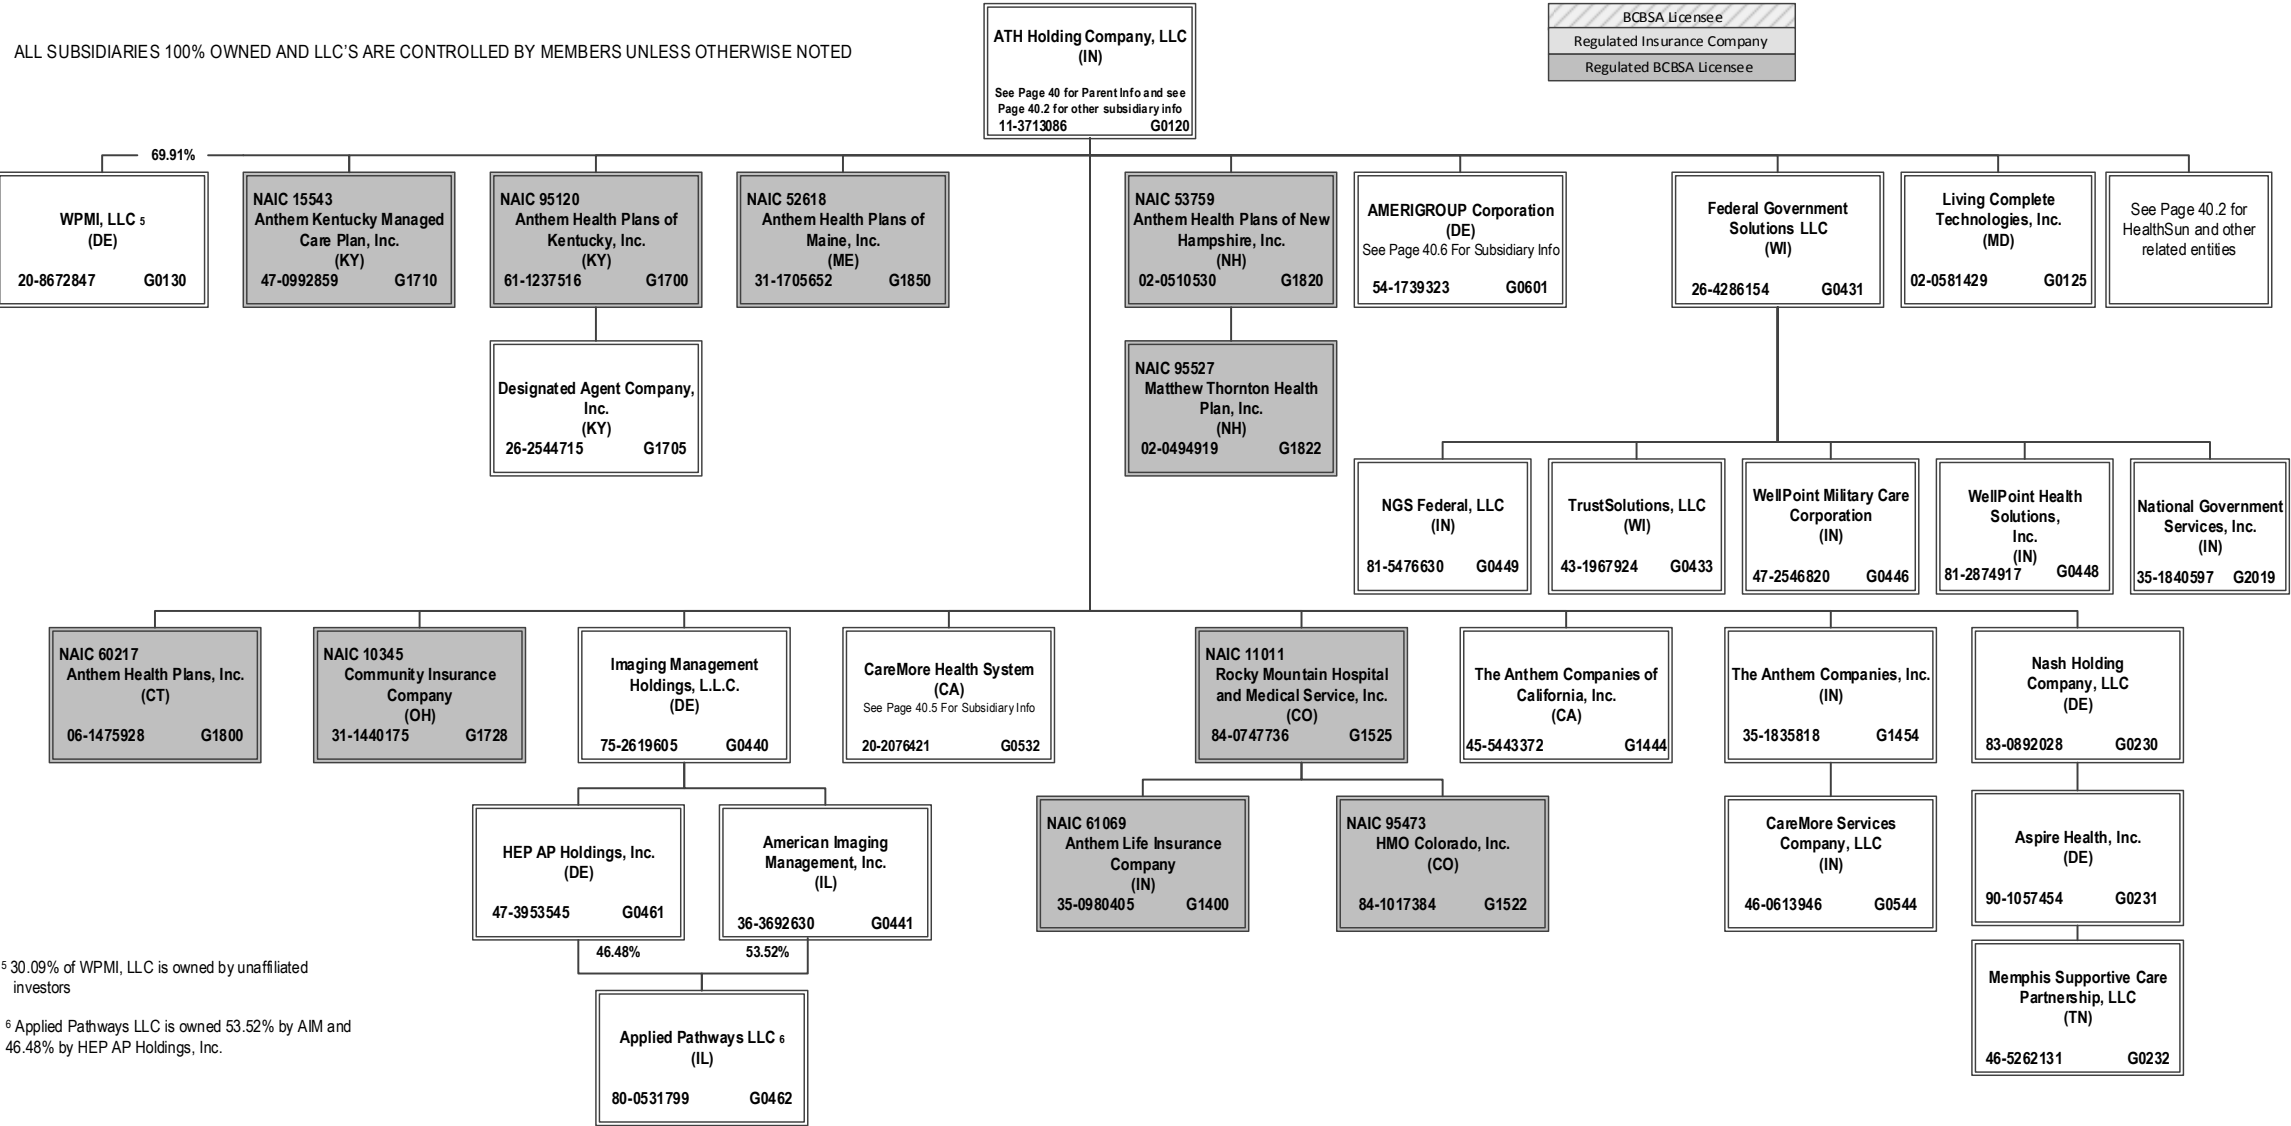 ALL SUBSIDIARIES 100% OWNED AND LLC'S ARE CONTROLLED BY MEMBERS UNLESS OTHERWISE NOTED
ATH Holding Company, LLC
(IN)
See Page 40 for Parent Info and see
Page 40.2 for other subsidiary info
11-3713086 G0120
BCBSA Licensee
Regulated Insurance Company
Regulated BCBSA Licensee
69.91%
WPMI, LLC 5
(DE)
20-8672847 G0130
NAIC 15543
Anthem Kentucky Managed
Care Plan, Inc.
(KY)
47-0992859 G1710
NAIC 95120
Anthem Health Plans of
Kentucky, Inc.
(KY)
61-1237516 G1700
NAIC 52618
Anthem Health Plans of
Maine, Inc.
(ME)
31-1705652 G1850
NAIC 53759
Anthem Health Plans of New
Hampshire, Inc.
(NH)
02-0510530 G1820
AMERIGROUP Corporation
(DE)
See Page 40.6 For Subsidiary Info
54-1739323 G0601
Federal Government
Solutions LLC
(WI)
26-4286154 G0431
Living Complete
Technologies, Inc.
(MD)
02-0581429 G0125
See Page 40.2 for
HealthSun and other
related entities
Designated Agent Company,
Inc.
(KY)
26-2544715 G1705
NAIC 95527
Matthew Thornton Health
Plan, Inc.
(NH)
02-0494919 G1822
NGS Federal, LLC
(IN)
81-5476630 G0449
TrustSolutions, LLC
(WI)
43-1967924 G0433
WellPoint Military Care
Corporation
(IN)
47-2546820 G0446
WellPoint Health
Solutions,
Inc.
(IN)
81-2874917 G0448
National Government
Services, Inc.
(IN)
35-1840597 G2019
NAIC 60217
Anthem Health Plans, Inc.
(CT)
06-1475928 G1800
NAIC 10345
Community Insurance
Company
(OH)
31-1440175 G1728
Imaging Management
Holdings, L.L.C.
(DE)
75-2619605 G0440
CareMore Health System
(CA)
See Page 40.5 For Subsidiary Info
20-2076421 G0532
NAIC 11011
Rocky Mountain Hospital
and Medical Service, Inc.
(CO)
84-0747736 G1525
The Anthem Companies of
California, Inc.
(CA)
45-5443372 G1444
The Anthem Companies, Inc.
(IN)
35-1835818 G1454
Nash Holding
Company, LLC
(DE)
83-0892028 G0230
HEP AP Holdings, Inc.
(DE)
47-3953545 G0461
American Imaging
Management, Inc.
(IL)
36-3692630 G0441
NAIC 61069
Anthem Life Insurance
Company
(IN)
35-0980405 G1400
NAIC 95473
HMO Colorado, Inc.
(CO)
84-1017384 G1522
CareMore Services
Company, LLC
(IN)
46-0613946 G0544
Aspire Health, Inc.
(DE)
90-1057454 G0231
46.48% 53.52%
Applied Pathways LLC 6
(IL)
80-0531799 G0462
Memphis Supportive Care
Partnership, LLC
(TN)
46-5262131 G0232
5 30.09% of WPMI, LLC is owned by unaffiliated
investors
6 Applied Pathways LLC is owned 53.52% by AIM and
46.48% by HEP AP Holdings, Inc.